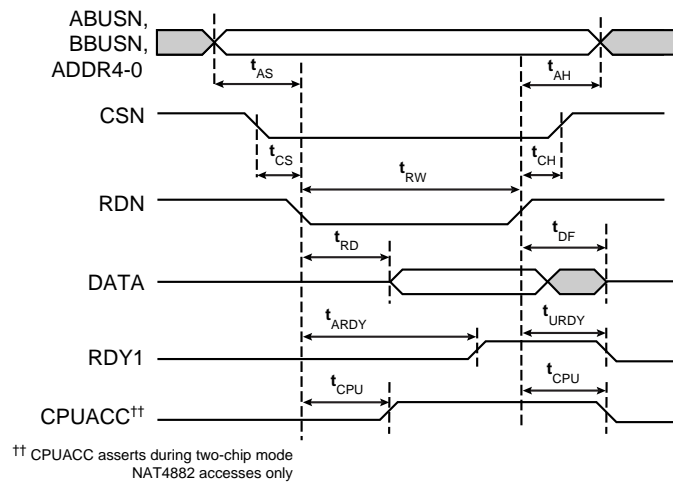 ABUSN,
BBUSN,
ADDR4-0
tAS
tAH
CSN
tCS
tRW
tCH
RDN
tRD
tDF
DATA
tARDY
tURDY
RDY1
tCPU
tCPU
CPUACC††
†† CPUACC asserts during two-chip mode
NAT4882 accesses only